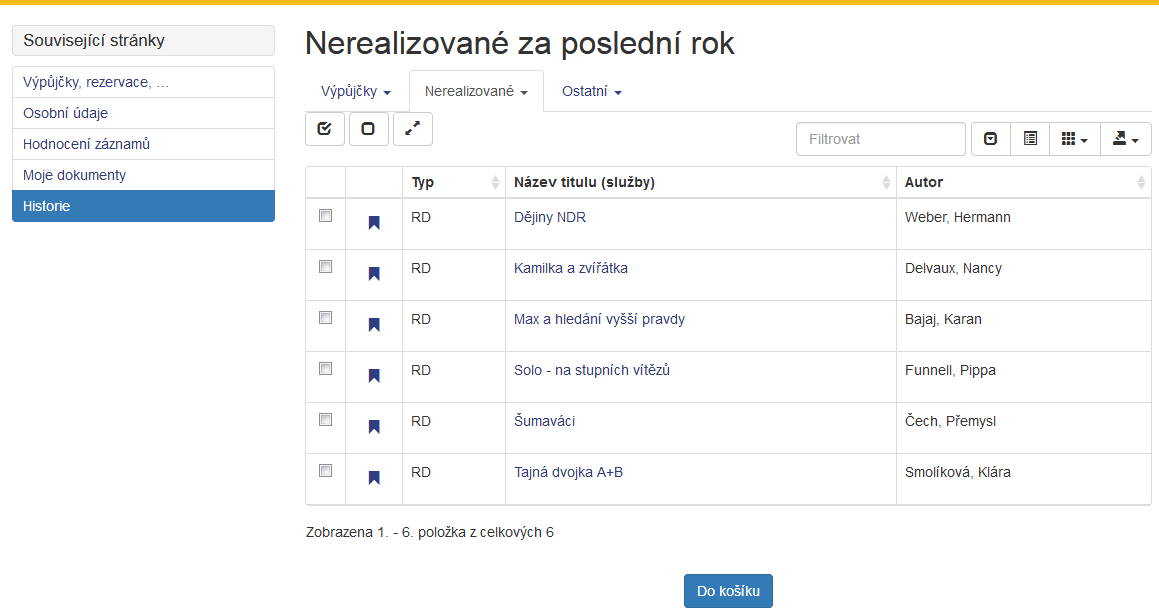 Související stránky
Výpůjčky, rezervace, ...
Osobní údaje
Hodnocení záznamů
Moje dokumenty
Historie
Nerealizované za poslední rok
Výpůjčky Nerealizované Ostatní
Filtrovat
Typ Název titulu (služby) Autor
RD Dějiny NDR Weber, Hermann
RD Kamilka a zvířátka Delvaux, Nancy
RD Max a hledání vyšší pravdy Bajaj, Karan
RD Solo - na stupních vítězů Funnell, Pippa
RD Šumaváci Čech, Přemysl
RD Tajná dvojka A+B Smolíková, Klára
Zobrazena 1. - 6. položka z celkových 6
Do košíku